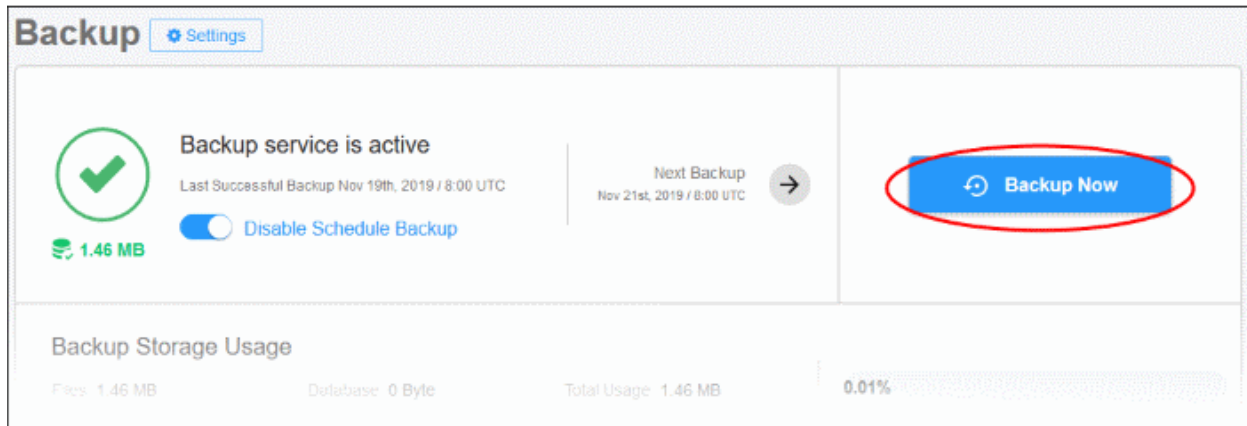 Backup Settings
Backup service is active
Last Successful Backup Nov 19th, 2019 / 8:00 UTC
Disable Schedule Backup
1.46 MB
Next Backup
Nov 21st, 2019 / 8:00 UTC
Backup Now
Backup Storage Usage
Files 1.46 MB Database 0 Byte Total Usage 1.46 MB 0.01%